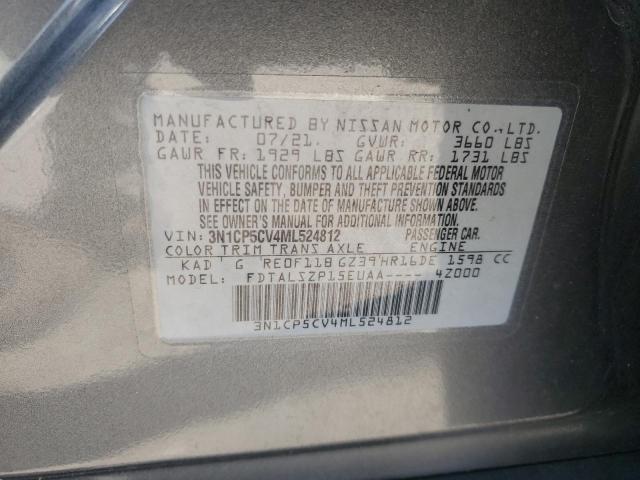 MANUFACTURED BY NISSAN MOTOR CO.,LTD.
DATE: 07/21. GVWR: 3660 LBS
GAWR FR: 1929 LBS GAWR RR: 1731 LBS
THIS VEHICLE CONFORMS TO ALL APPLICABLE FEDERAL MOTOR
VEHICLE SAFETY, BUMPER AND THEFT PREVENTION STANDARDS
IN EFFECT ON THE DATE OF MANUFACTURE SHOWN ABOVE.
SEE OWNER'S MANUAL FOR ADDITIONAL INFORMATION.
VIN: 3N1CP5CV4ML524812 PASSENGER CAR.
COLOR TRIM TRANS AXLE ENGINE
KAD G RE0F11B GZ39 HR16DE 1598 CC
MODEL: FDTALSZP15EUAA---- 4Z000
3N1CP5CV4ML524812